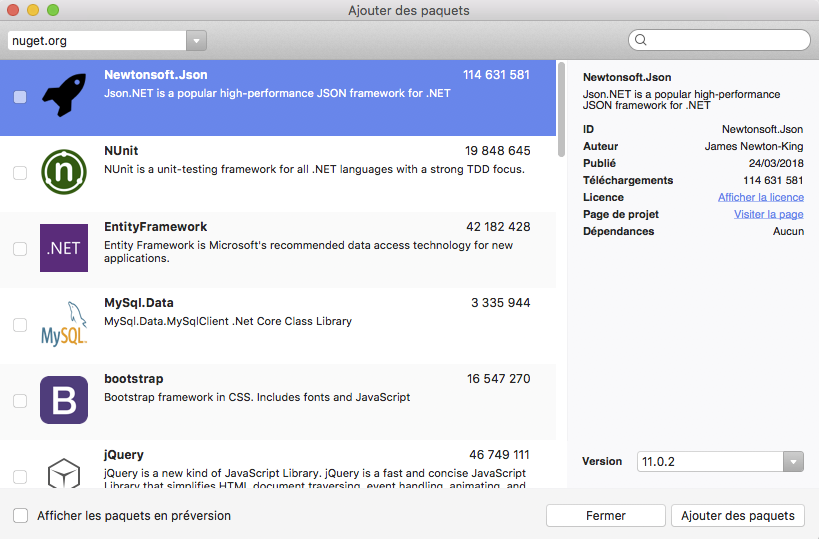 Ajouter des paquets
nuget.org
Newtonsoft.Json 114 631 581
Json.NET is a popular high-performance JSON framework for .NET
n
NUnit 19 848 645
NUnit is a unit-testing framework for all .NET languages with a strong TDD focus.
.NET
EntityFramework 42 182 428
Entity Framework is Microsoft's recommended data access technology for new
applications.
MySQL
MySql.Data 3 335 944
MySql.Data.MySqlClient .Net Core Class Library
B
bootstrap 16 547 270
Bootstrap framework in CSS. Includes fonts and JavaScript
jQuery 46 749 111
jQuery is a new kind of JavaScript Library. jQuery is a fast and concise JavaScript
Library that simplifies HTML document traversing, event handling, animating, and
Newtonsoft.Json
Json.NET is a popular high-performance
JSON framework for .NET
ID Newtonsoft.Json
Auteur James Newton-King
Publié 24/03/2018
Téléchargements 114 631 581
Licence Afficher la licence
Page de projet Visiter la page
Dépendances Aucun
Version 11.0.2
Afficher les paquets en préversion
Fermer
Ajouter des paquets